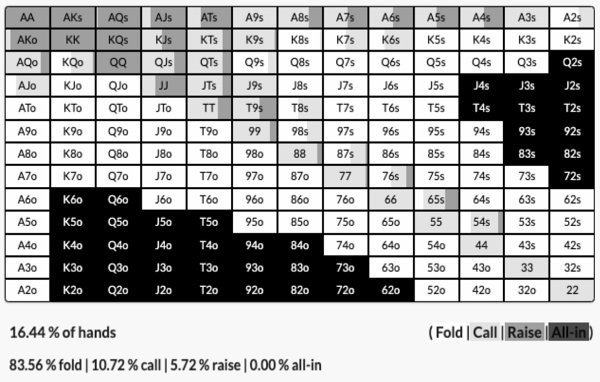 AA AKs AQs AJs ATs A9s A8s A7s A6s A5s A4s A3s A2s
AKo KK KQs KJs KTs K9s K8s K7s K6s K5s K4s K3s K2s
AQo KQo QQ QJs QTs Q9s Q8s Q7s Q6s Q5s Q4s Q3s Q2s
AJo KJo QJo JJ JTs J9s J8s J7s J6s J5s J4s J3s J2s
ATo KTo QTo JTo TT T9s T8s T7s T6s T5s T4s T3s T2s
A9o K9o Q9o J9o T9o 99 98s 97s 96s 95s 94s 93s 92s
A8o K8o Q8o J8o T8o 98o 88 87s 86s 85s 84s 83s 82s
A7o K7o Q7o J7o T7o 97o 87o 77 76s 75s 74s 73s 72s
A6o K6o Q6o J6o T6o 96o 86o 76o 66 65s 64s 63s 62s
A5o K5o Q5o J5o T5o 95o 85o 75o 65o 55 54s 53s 52s
A4o K4o Q4o J4o T4o 94o 84o 74o 64o 54o 44 43s 42s
A3o K3o Q3o J3o T3o 93o 83o 73o 63o 53o 43o 33 32s
A2o K2o Q2o J2o T2o 92o 82o 72o 62o 52o 42o 32o 22
16.44 % of hands ( Fold | Call | Raise | All-in )
83.56 % fold | 10.72 % call | 5.72 % raise | 0.00 % all-in